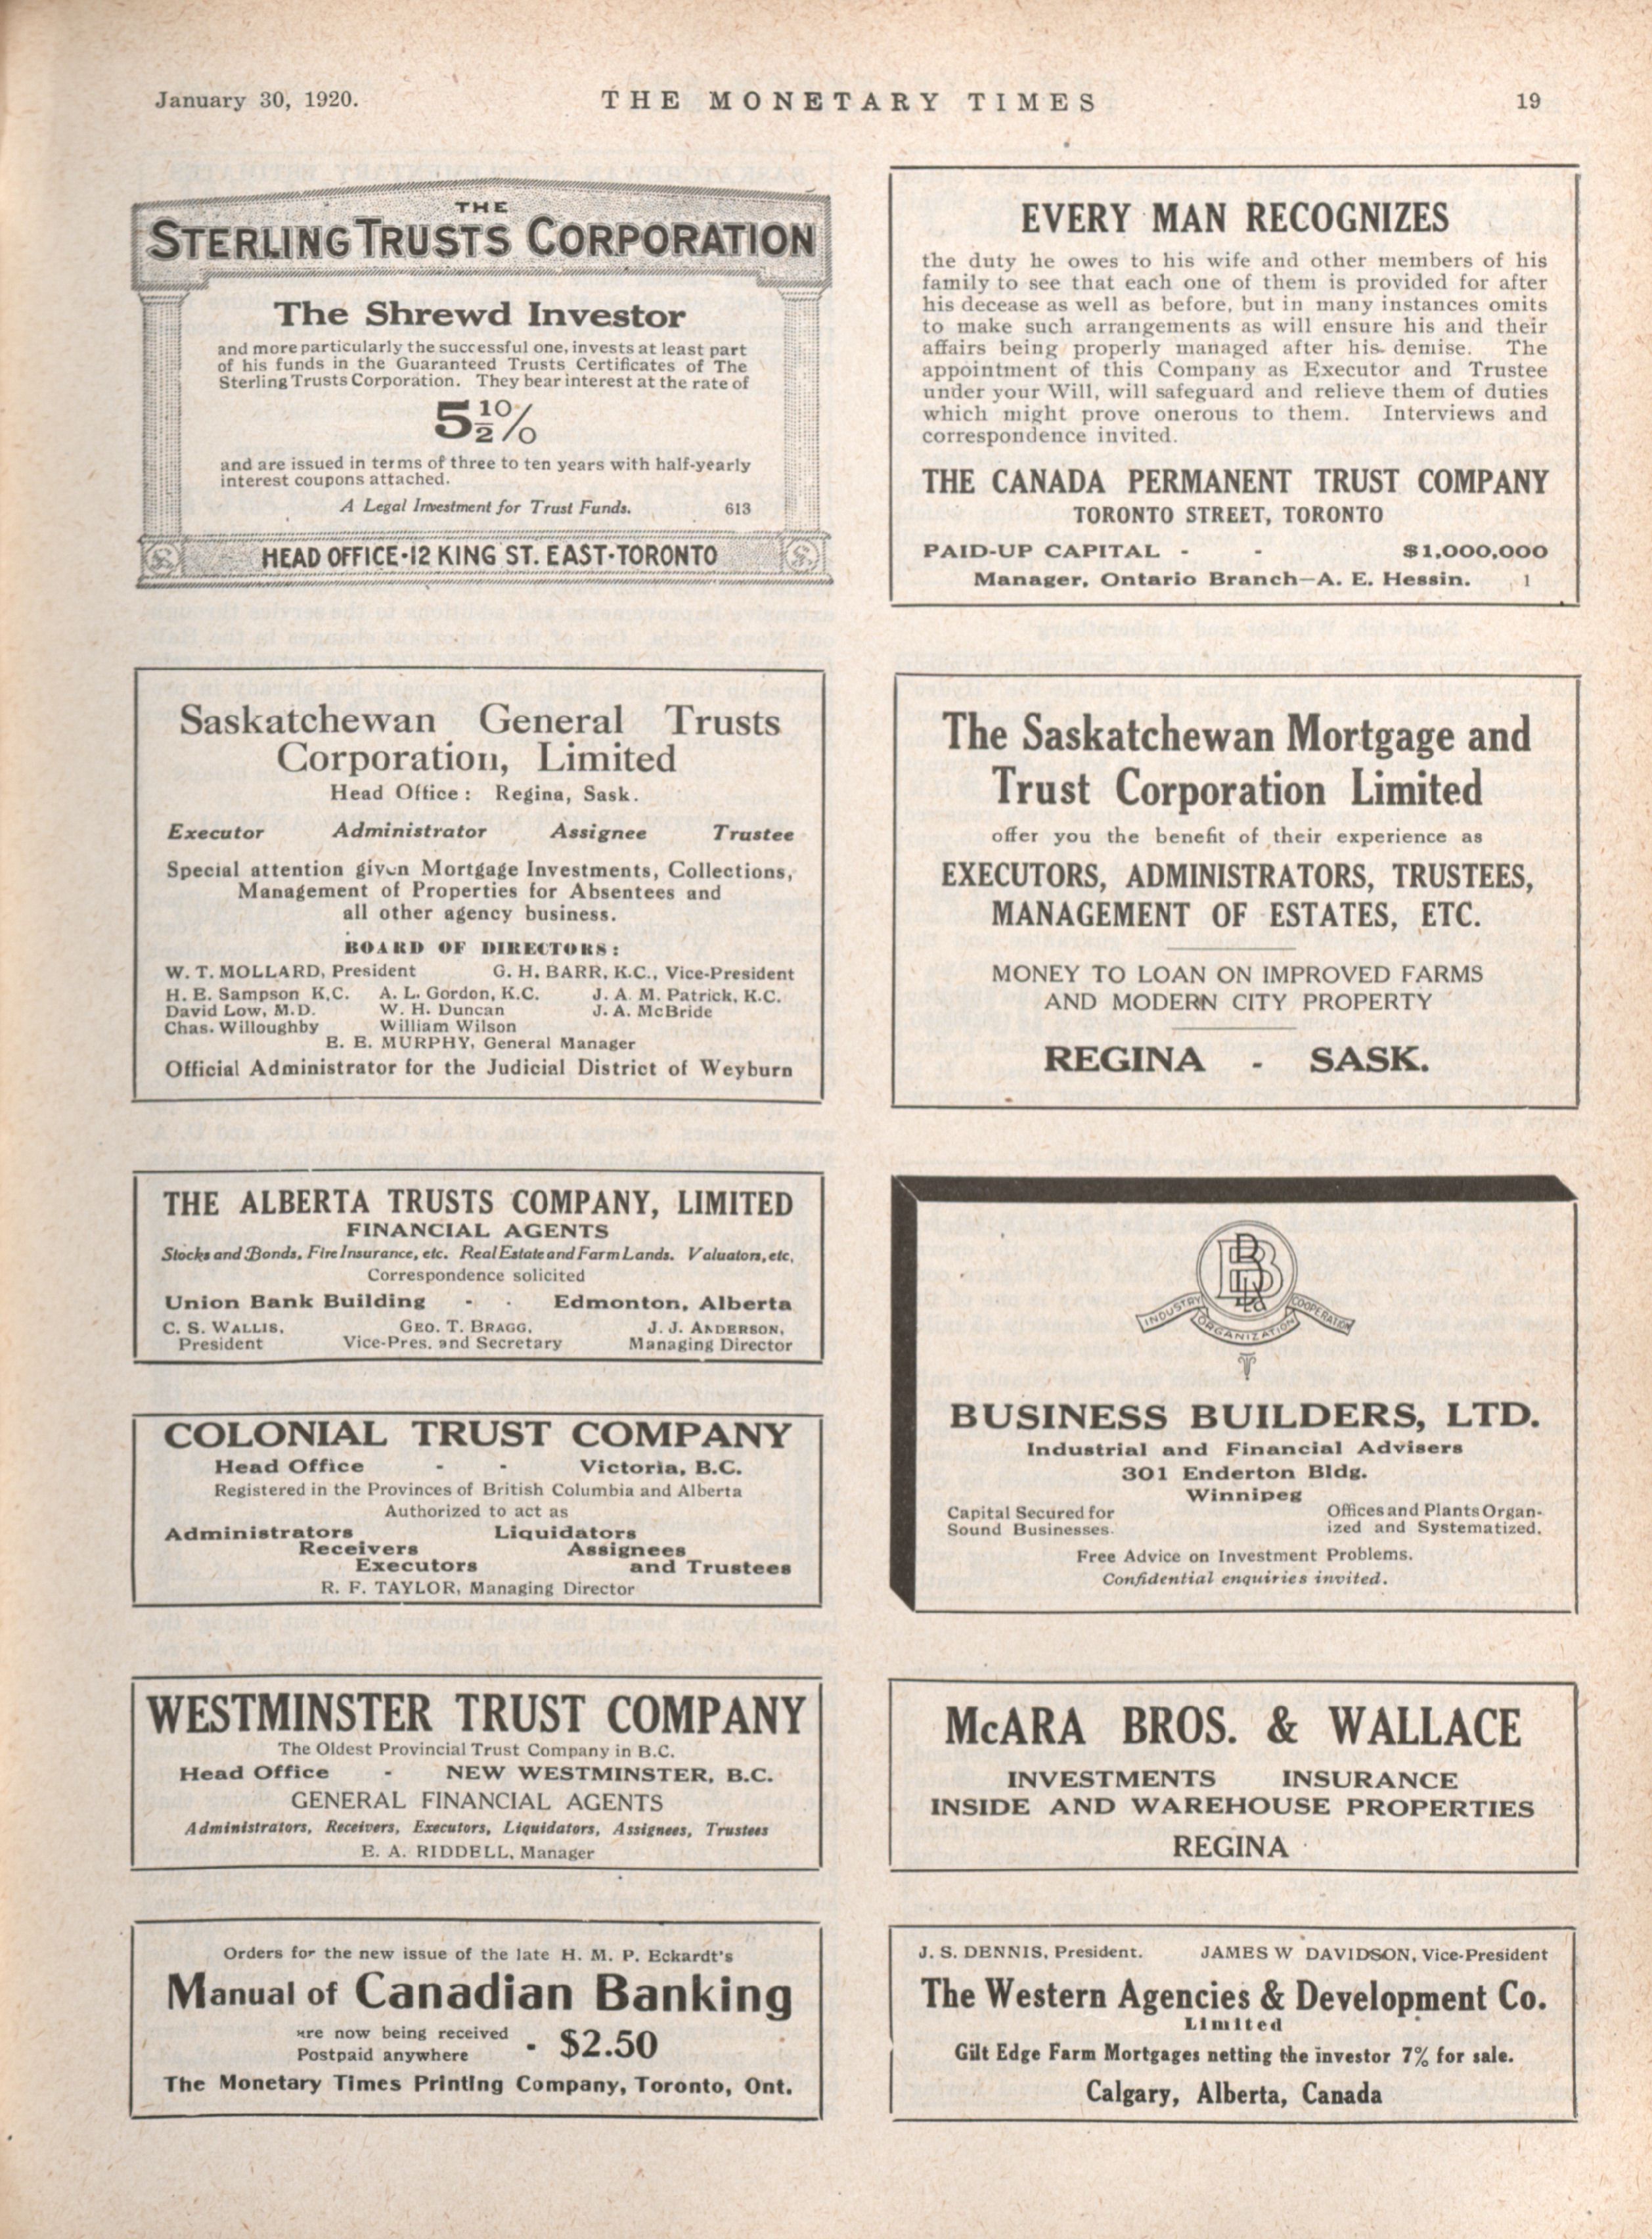 January 30, 1920.
THE MONETARY TIMES
19
THE
STERLING TRUSTS CORPORATION
The Shrewd Investor
and more particularly the successful one, invests at least part
of his funds in the Guaranteed Trusts Certificates of The
Sterling Trusts Corporation. They bear interest at the rate of
5 1/2 %
and are issued in terms of three to ten years with half-yearly
interest coupons attached.
A Legal Investment for Trust Funds. 613
HEAD OFFICE·12 KING ST. EAST·TORONTO
Saskatchewan General Trusts
Corporation, Limited
Head Office : Regina, Sask.
Executor Administrator Assignee Trustee
Special attention given Mortgage Investments, Collections,
Management of Properties for Absentees and
all other agency business.
BOARD OF DIRECTORS :
W. T. MOLLARD, President G. H. BARR, K.C., Vice-President
H. E. Sampson K.C. A. L. Gordon, K.C. J. A. M. Patrick, K.C.
David Low, M.D. W. H. Duncan J. A. McBride
Chas. Willoughby William Wilson
E. E. MURPHY, General Manager
Official Administrator for the Judicial District of Weyburn
THE ALBERTA TRUSTS COMPANY, LIMITED
FINANCIAL AGENTS
Stocks and Bonds, Fire Insurance, etc. Real Estate and Farm Lands. Valuators, etc.
Correspondence solicited
Union Bank Building - - Edmonton, Alberta
C. S. WALLIS, GEO. T. BRAGG, J. J. ANDERSON,
President Vice-Pres. and Secretary Managing Director
COLONIAL TRUST COMPANY
Head Office - - Victoria, B.C.
Registered in the Provinces of British Columbia and Alberta
Authorized to act as
Administrators Liquidators
Receivers Assignees
Executors and Trustees
R. F. TAYLOR, Managing Director
WESTMINSTER TRUST COMPANY
The Oldest Provincial Trust Company in B.C.
Head Office - NEW WESTMINSTER, B.C.
GENERAL FINANCIAL AGENTS
Administrators, Receivers, Executors, Liquidators, Assignees, Trustees
E. A. RIDDELL, Manager
Orders for the new issue of the late H. M. P. Eckardt's
Manual of Canadian Banking
are now being received
Postpaid anywhere - $2.50
The Monetary Times Printing Company, Toronto, Ont.
EVERY MAN RECOGNIZES
the duty he owes to his wife and other members of his
family to see that each one of them is provided for after
his decease as well as before, but in many instances omits
to make such arrangements as will ensure his and their
affairs being properly managed after his demise. The
appointment of this Company as Executor and Trustee
under your Will, will safeguard and relieve them of duties
which might prove onerous to them. Interviews and
correspondence invited.
THE CANADA PERMANENT TRUST COMPANY
TORONTO STREET, TORONTO
PAID-UP CAPITAL - - $1,000,000
Manager, Ontario Branch—A. E. Hessin. 1
The Saskatchewan Mortgage and
Trust Corporation Limited
offer you the benefit of their experience as
EXECUTORS, ADMINISTRATORS, TRUSTEES,
MANAGEMENT OF ESTATES, ETC.
MONEY TO LOAN ON IMPROVED FARMS
AND MODERN CITY PROPERTY
REGINA - SASK.
INDUSTRY ORGANIZATION COOPERATION
BUSINESS BUILDERS, LTD.
Industrial and Financial Advisers
301 Enderton Bldg.
Winnipeg
Capital Secured for
Sound Businesses.
Offices and Plants Organ-
ized and Systematized.
Free Advice on Investment Problems.
Confidential enquiries invited.
McARA BROS. & WALLACE
INVESTMENTS INSURANCE
INSIDE AND WAREHOUSE PROPERTIES
REGINA
J. S. DENNIS, President. JAMES W DAVIDSON, Vice-President
The Western Agencies & Development Co.
Limited
Gilt Edge Farm Mortgages netting the investor 7% for sale.
Calgary, Alberta, Canada